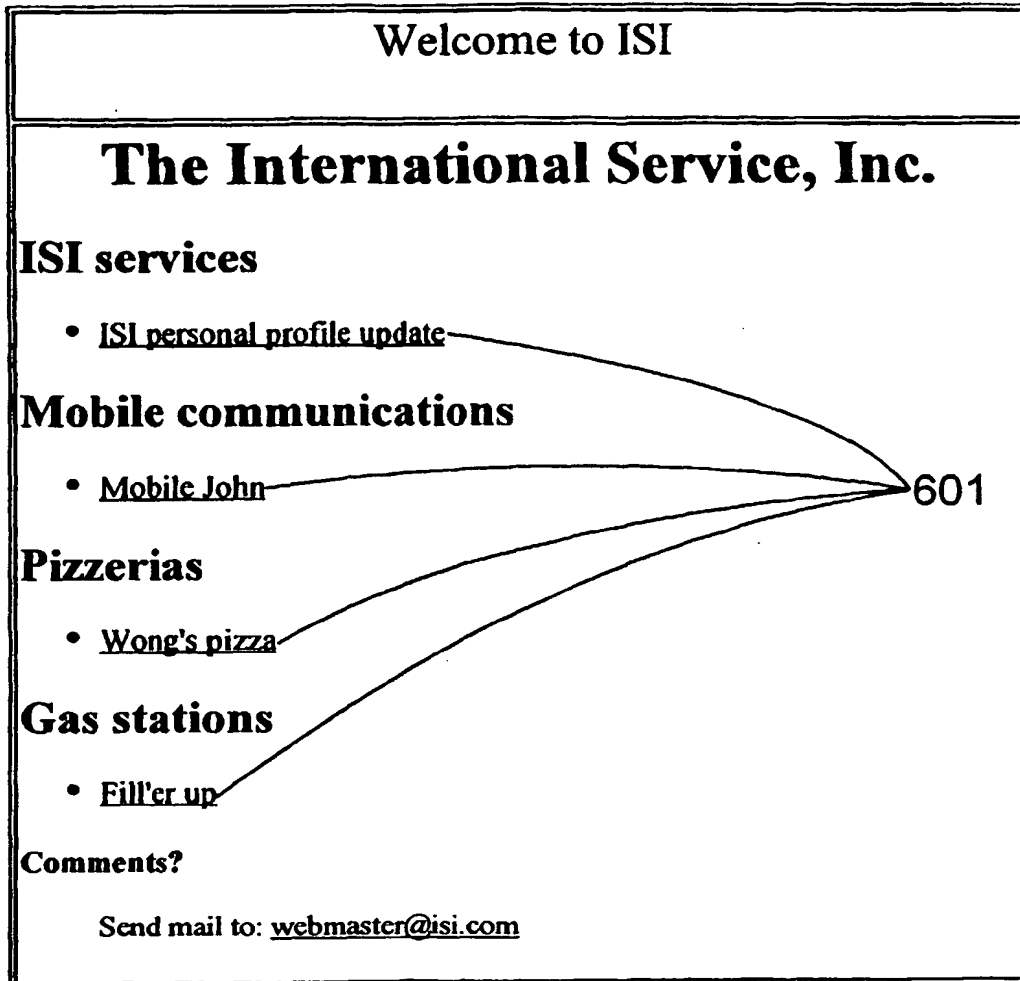 Welcome to ISI
The International Service, Inc.
ISI services
• ISI personal profile update
Mobile communications
• Mobile John
601
Pizzerias
• Wong's pizza
Gas stations
• Fill'er up
Comments?
Send mail to: webmaster@isi.com